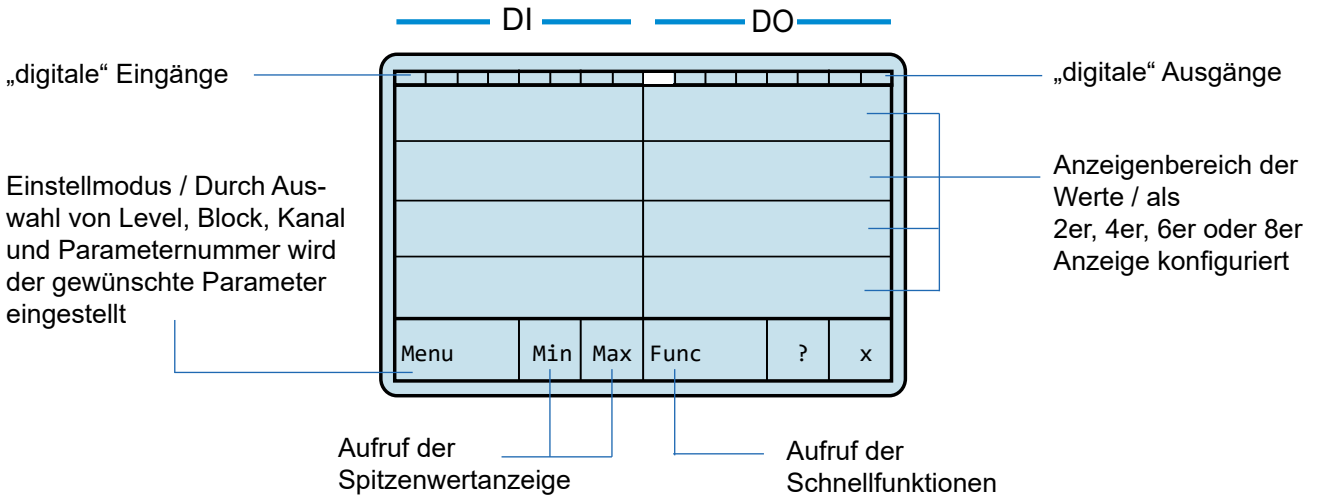 DI DO
„digitale“ Eingänge
„digitale“ Ausgänge
Einstellmodus / Durch Aus-
wahl von Level, Block, Kanal
und Parameternummer wird
der gewünschte Parameter
eingestellt
Anzeigenbereich der
Werte / als
2er, 4er, 6er oder 8er
Anzeige konfiguriert
Menu Min Max Func ? x
Aufruf der
Spitzenwertanzeige
Aufruf der
Schnellfunktionen